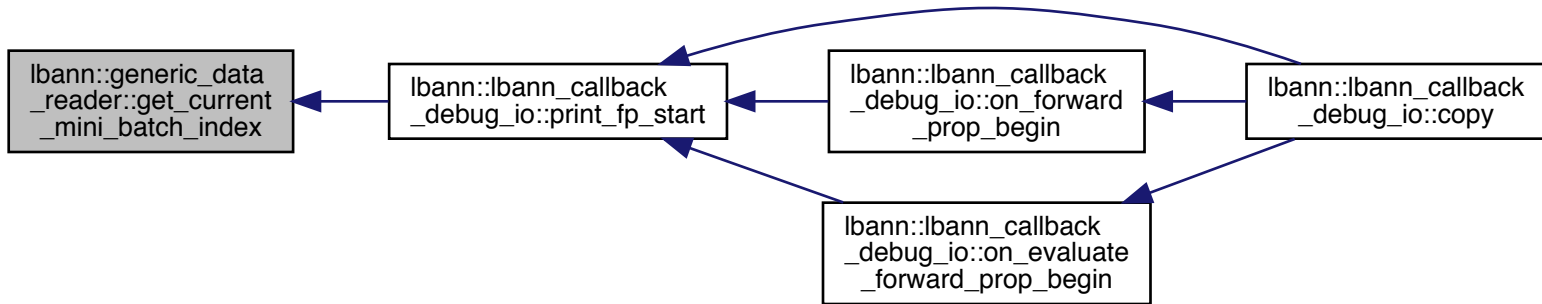 lbann::generic_data
_reader::get_current
_mini_batch_index
lbann::lbann_callback
_debug_io::print_fp_start
lbann::lbann_callback
_debug_io::on_forward
_prop_begin
lbann::lbann_callback
_debug_io::copy
lbann::lbann_callback
_debug_io::on_evaluate
_forward_prop_begin